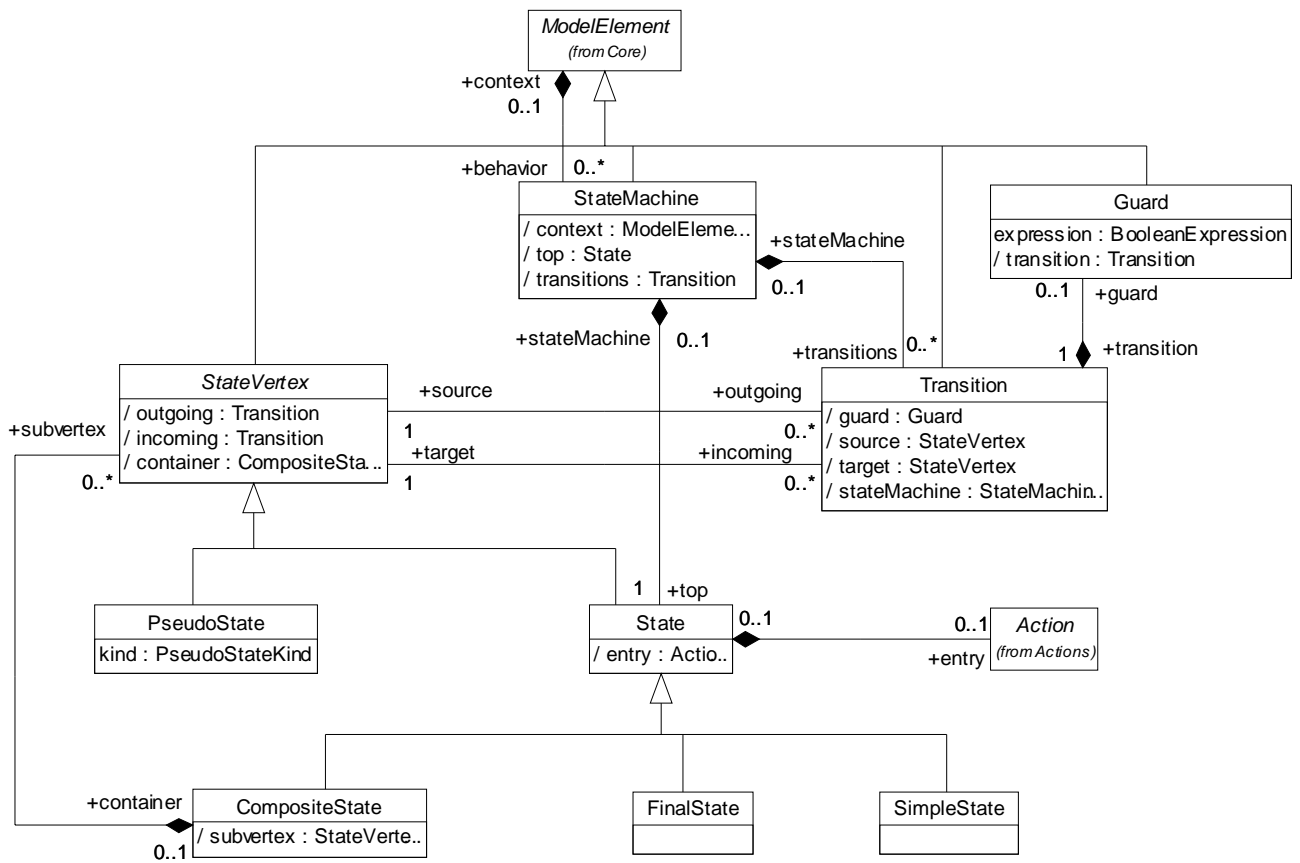 ModelElement
(from Core)
+context
0..1
+behavior
0..*
StateMachine
/ context : ModelEleme...
/ top : State
/ transitions : Transition
+stateMachine
0..1
Guard
expression : BooleanExpression
/ transition : Transition
0..1
+guard
+stateMachine
0..1
+transitions
0..*
1
+transition
StateVertex
/ outgoing : Transition
/ incoming : Transition
/ container : CompositeSta...
+source
1
+outgoing
0..*
+target
1
+incoming
0..*
Transition
/ guard : Guard
/ source : StateVertex
/ target : StateVertex
/ stateMachine : StateMachin...
+subvertex
0..*
1
+top
PseudoState
kind : PseudoStateKind
State
/ entry : Actio..
0..1
0..1
+entry
Action
(from Actions)
+container
0..1
CompositeState
/ subvertex : StateVerte..
FinalState
SimpleState